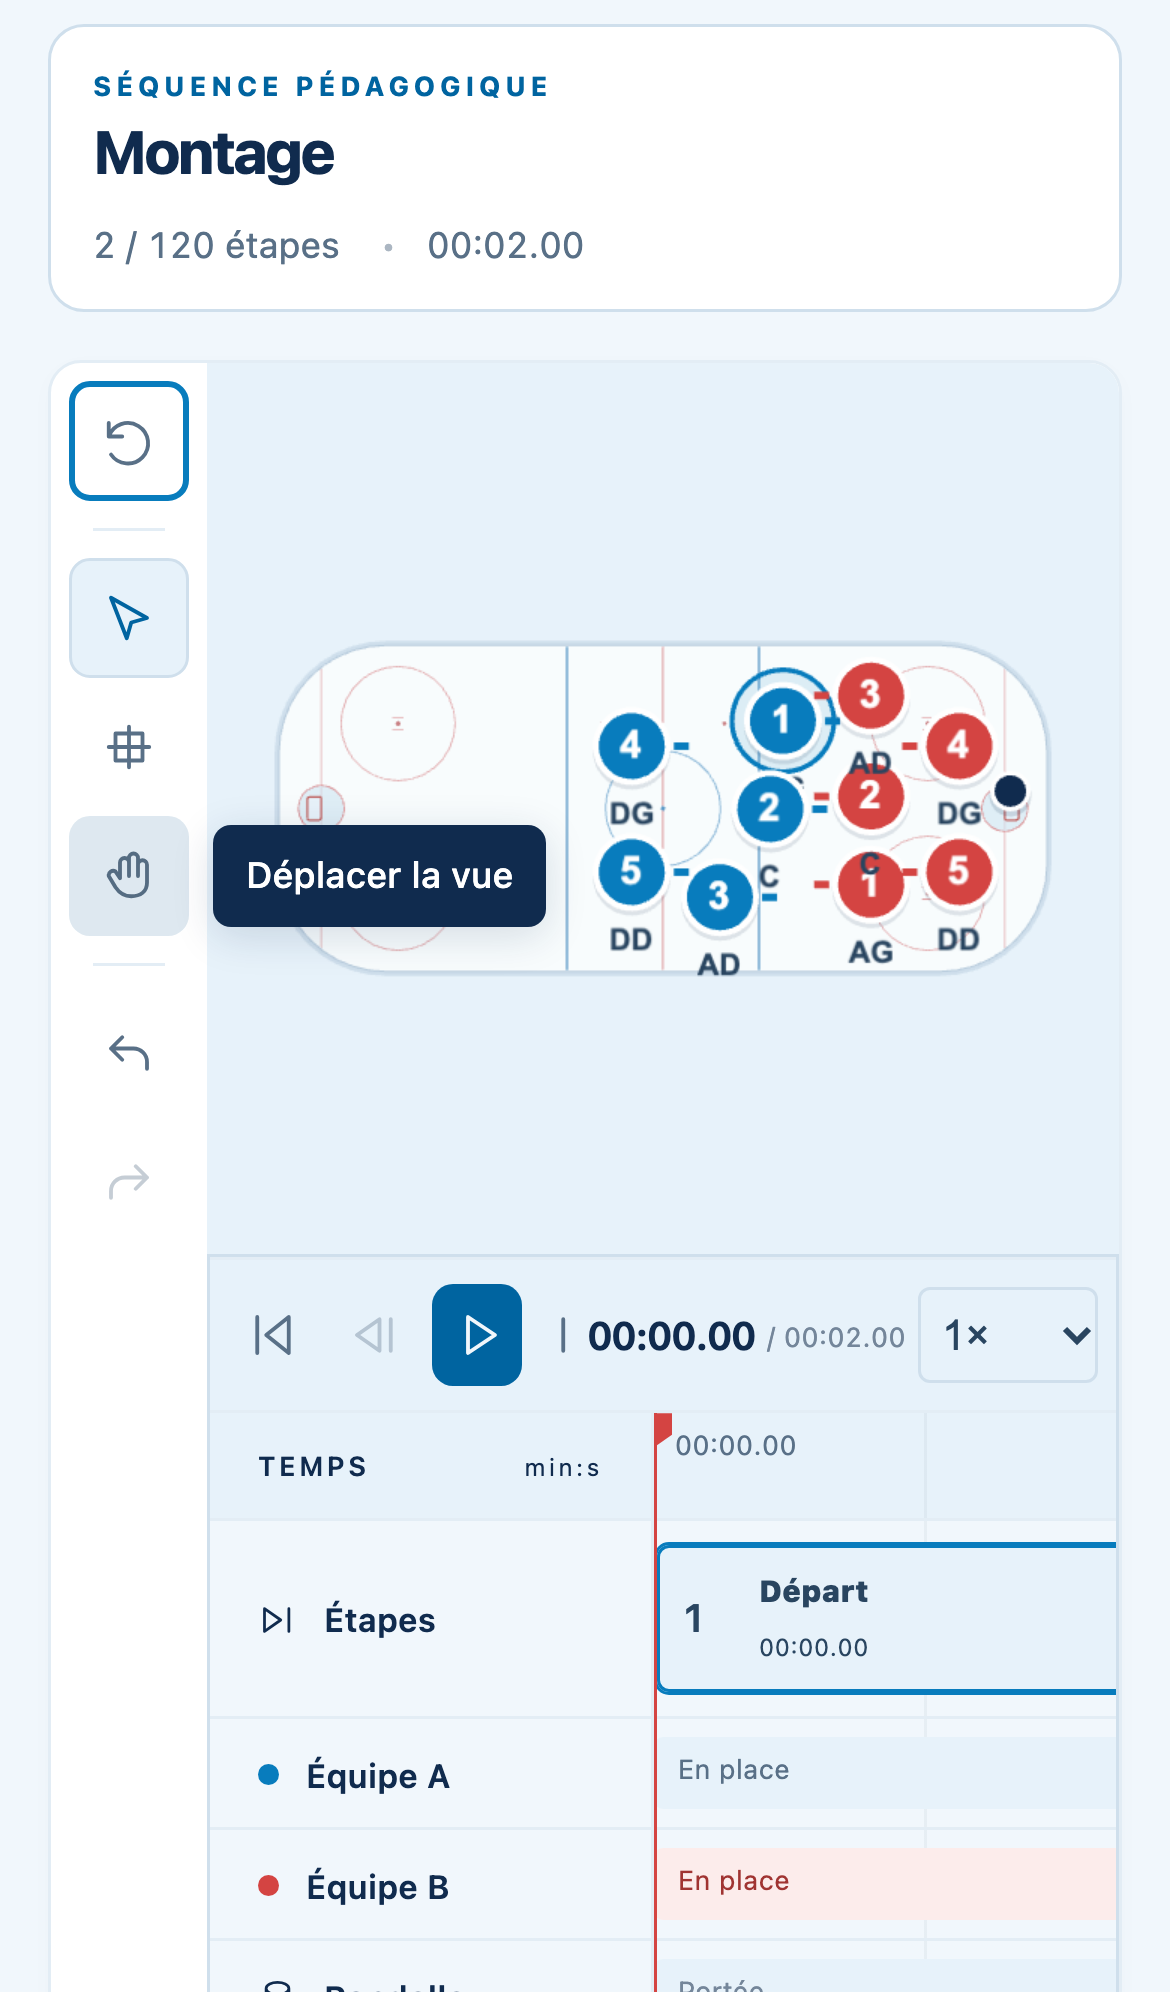 SÉQUENCE PÉDAGOGIQUE
Montage
2 / 120 étapes • 00:02.00
3
1
AD
4
4
2
2
DG
DG
Déplacer la vue
5
3
C
C
1
5
DD
AD
AG
DD
00:00.00 / 00:02.00 1×
TEMPS min:s 00:00.00
Étapes 1 Départ
00:00.00
Équipe A En place
Équipe B En place